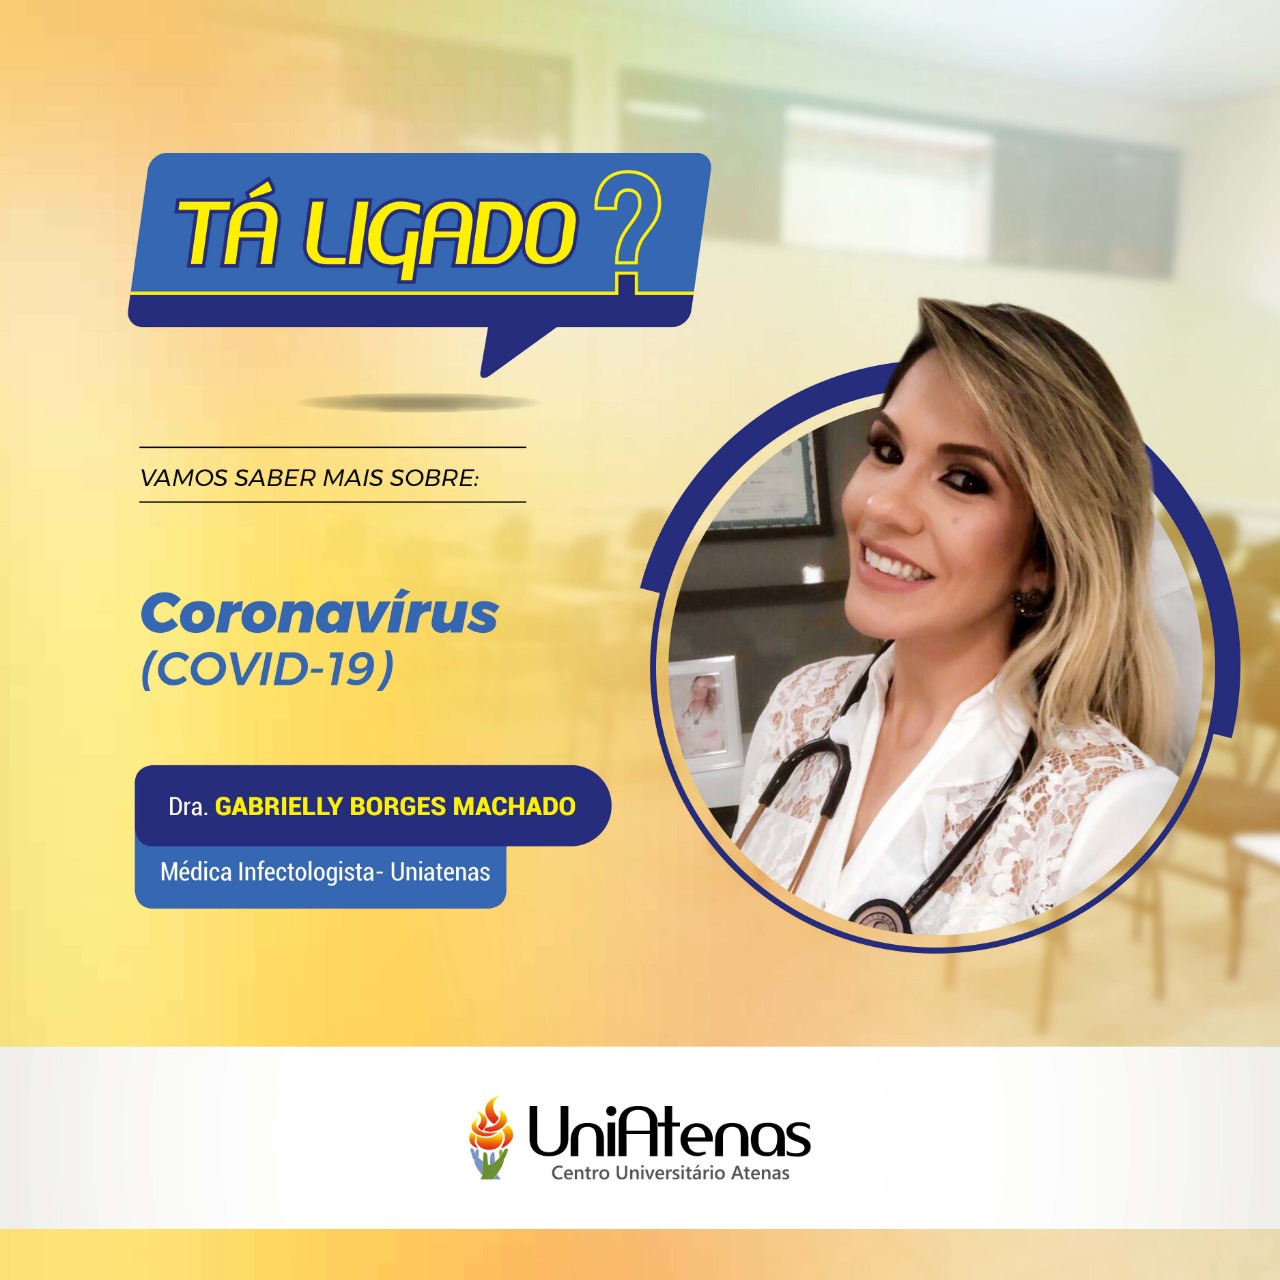 TÁ LIGADO?
VAMOS SABER MAIS SOBRE:
Coronavírus
(COVID-19)
Dra. GABRIELLY BORGES MACHADO
Médica Infectologista- Uniatenas
UniAtenas
Centro Universitário Atenas